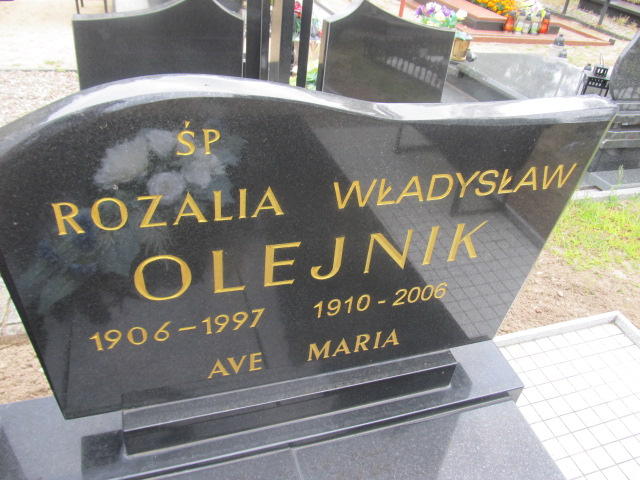 ŚP
ROZALIA WŁADYSŁAW
OLEJNIK
1906-1997 1910-2006
AVE MARIA